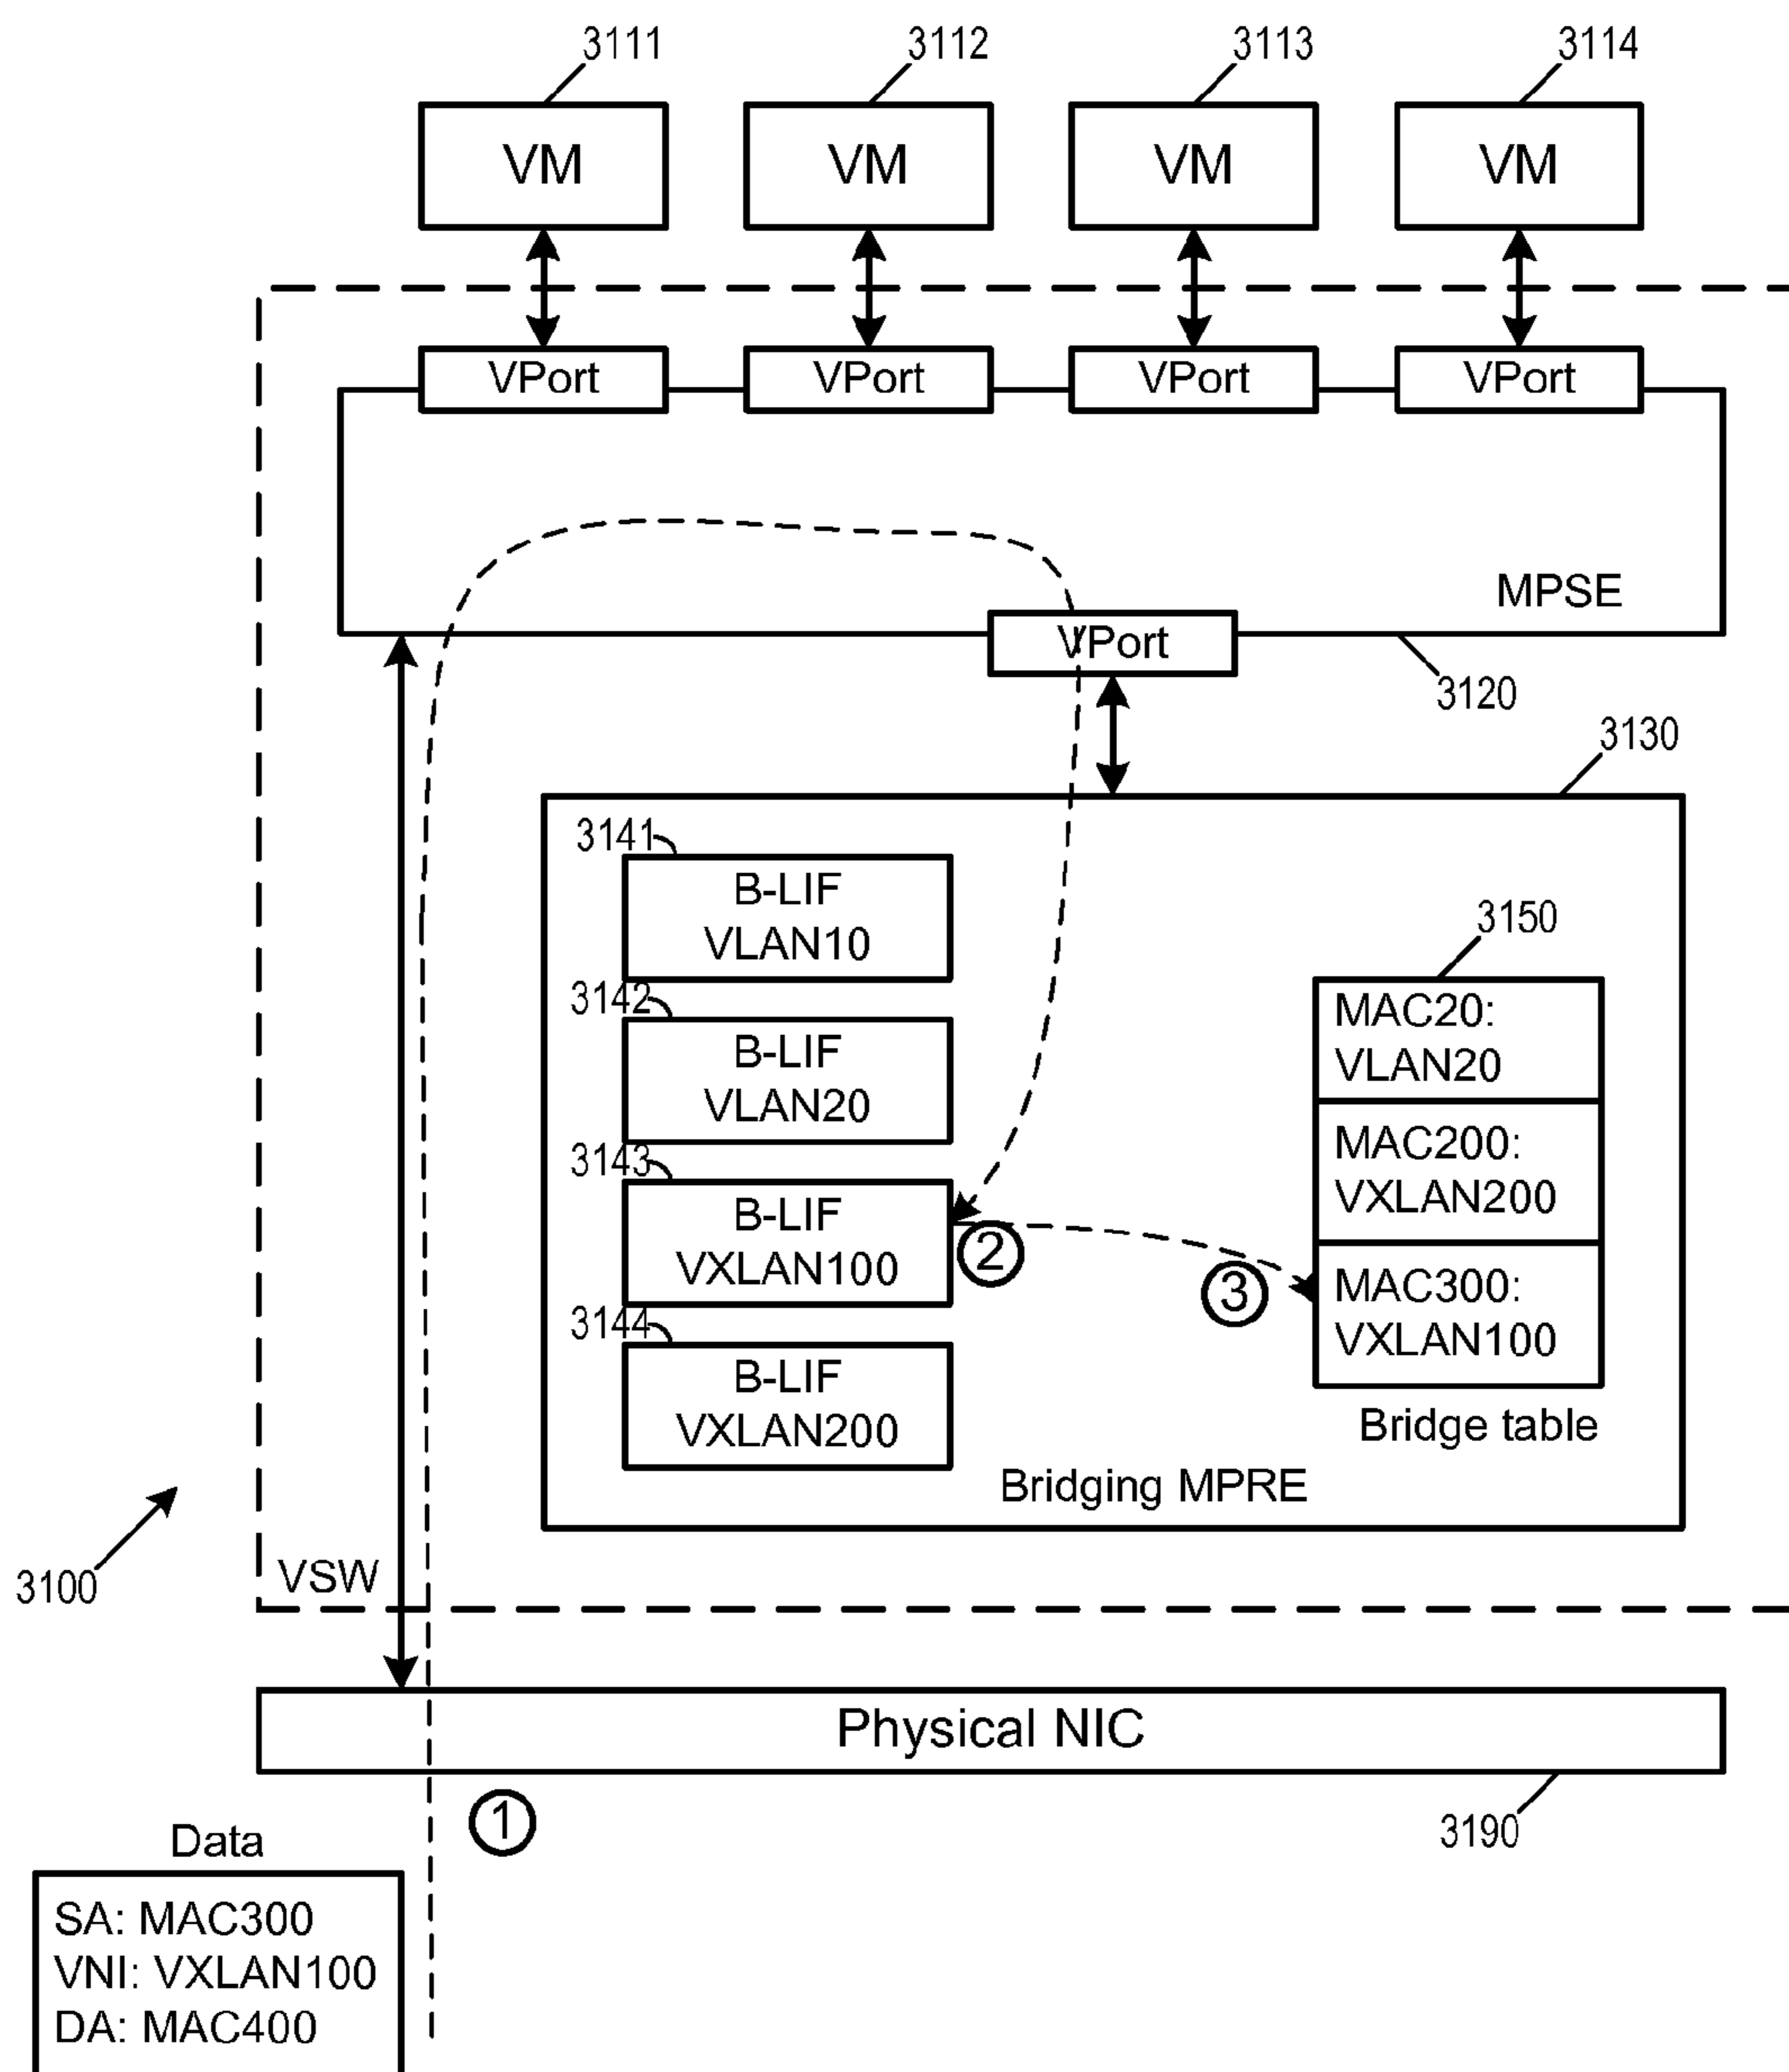 3111
3112
3113
3114
VM
VM
VM
VM
VPort
VPort
VPort
VPort
MPSE
VPort
3120
3130
3141
B-LIF
VLAN10
3142
B-LIF
VLAN20
3143
B-LIF
VXLAN100
3144
B-LIF
VXLAN200
2
3
3150
MAC20:
VLAN20
MAC200:
VXLAN200
MAC300:
VXLAN100
Bridge table
Bridging MPRE
3100
VSW
Physical NIC
1
3190
Data
SA: MAC300
VNI: VXLAN100
DA: MAC400